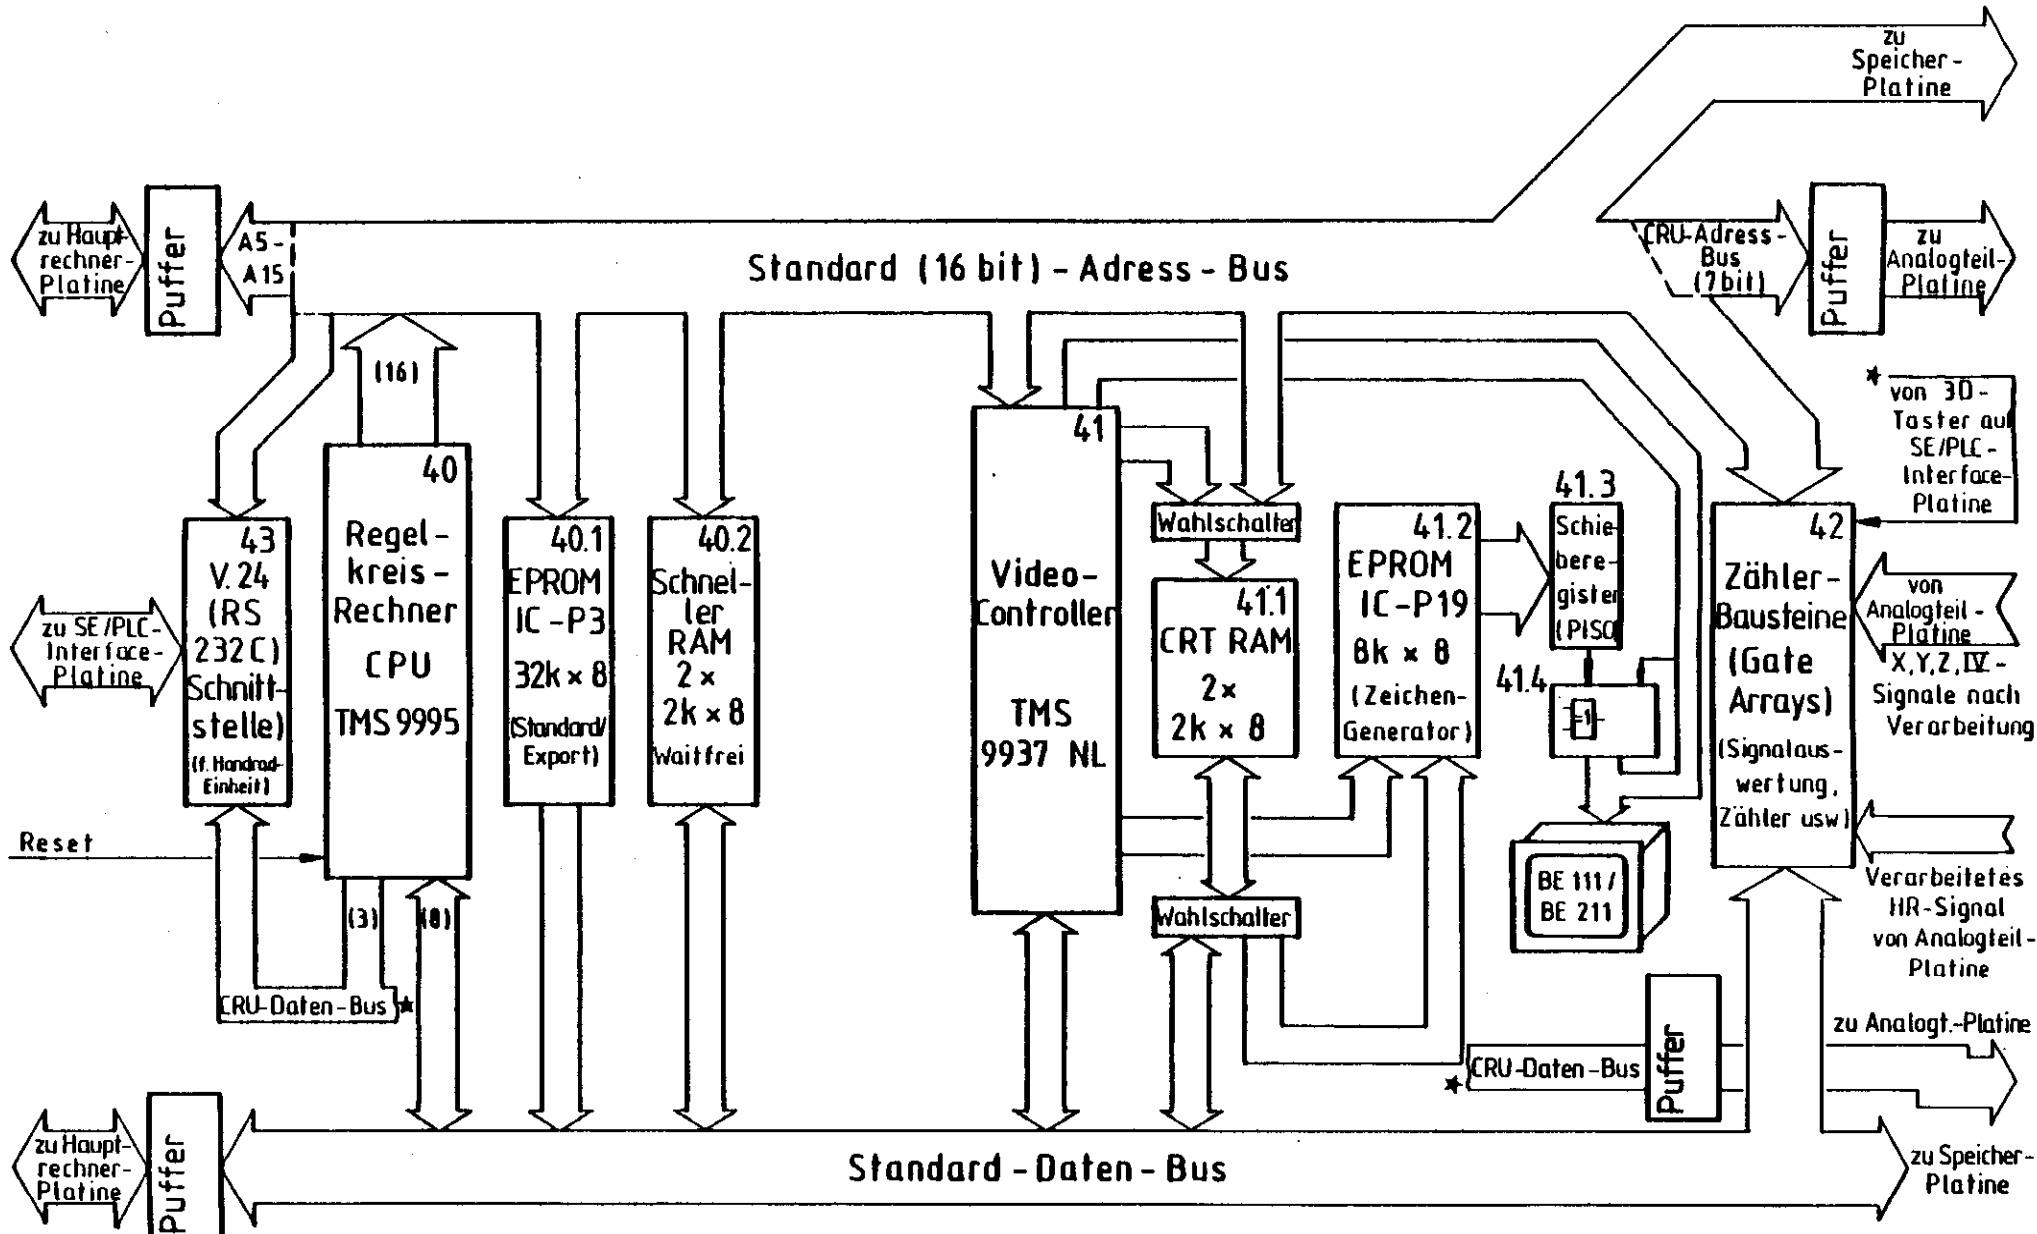 zu
Speicher-
Platine
zu Haupt-
rechner-
Platine
Puffer
A5-
A15
Standard (16 bit) - Adress - Bus
CRU-Adress-
Bus
(7bit)
Puffer
zu
Analogteil-
Platine
(16)
★ von 3D-
Taster auf
SE/PLC-
Interface-
Platine
43
V.24
(RS
232C)
Schnitt-
stelle)
(f. Handrad-
Einheit)
zu SE/PLC-
Interface-
Platine
40
Regel-
kreis-
Rechner
CPU
TMS 9995
40.1
EPROM
IC-P3
32k x 8
(Standard/
Export)
40.2
Schnel-
ler
RAM
2 x
2k x 8
Waitfrei
41
Video-
Controller
TMS
9937 NL
Wahlschalter
41.1
CRT RAM
2x
2k x 8
Wahlschalter
41.2
EPROM
IC-P19
8k x 8
(Zeichen-
Generator)
41.3
Schie-
bere-
gister
(PISO)
41.4
=1
BE 111 /
BE 211
42
Zähler-
Bausteine
(Gate
Arrays)
(Signalaus-
wertung,
Zähler usw)
von
Analogteil-
Platine
X,Y,Z,IV-
Signale nach
Verarbeitung
Verarbeitetes
HR-Signal
von Analogteil-
Platine
Reset
(3)
(8)
CRU-Daten-Bus ★
★ CRU-Daten-Bus
Puffer
zu Analogt.-Platine
zu Haupt-
rechner-
Platine
Puffer
Standard-Daten-Bus
zu Speicher-
Platine